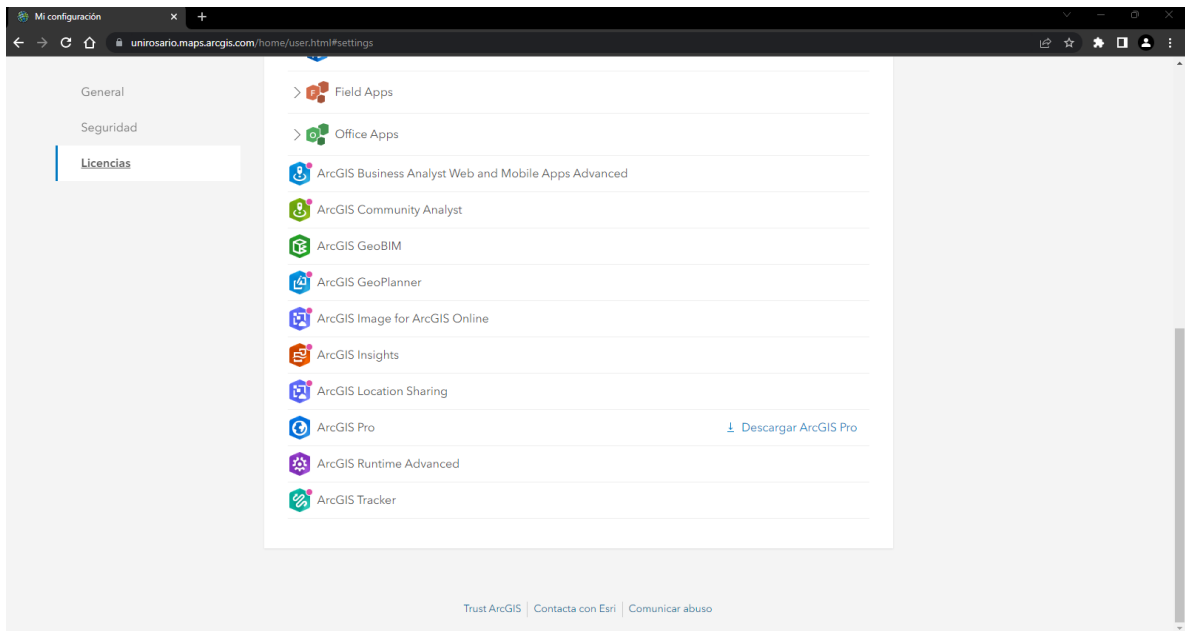 Mi configuración
unirosario.maps.arcgis.com/home/user.html#settings
General
Seguridad
Licencias
Field Apps
Office Apps
ArcGIS Business Analyst Web and Mobile Apps Advanced
ArcGIS Community Analyst
ArcGIS GeoBIM
ArcGIS GeoPlanner
ArcGIS Image for ArcGIS Online
ArcGIS Insights
ArcGIS Location Sharing
ArcGIS Pro Descargar ArcGIS Pro
ArcGIS Runtime Advanced
ArcGIS Tracker
Trust ArcGIS | Contacta con Esri | Comunicar abuso